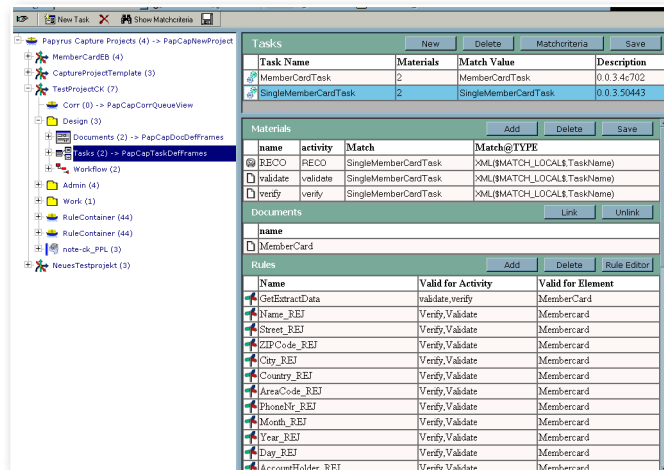 New Task Show Matchcriteria
Papyrus Capture Projects (4) -> PapCapNewProject
MemberCardEB (4)
CaptureProjectTemplate (3)
TestProjectCK (7)
Corr (0) -> PapCapCorrQueueView
Design (3)
Documents (2) -> PapCapDocDefFrames
Tasks (2) -> PapCapTaskDefFrames
Workflow (2)
Admin (4)
Work (1)
RuleContainer (44)
RuleContainer (44)
note-ck_PPL (3)
NeuesTestprojekt (3)
Tasks New Delete Matchcriteria Save
Task Name Materials Match Value Description
MemberCardTask 2 MemberCardTask 0.0.3.4c702
SingleMemberCardTask 2 SingleMemberCardTask 0.0.3.50443
Materials Add Delete Save
name activity Match Match@TYPE
RECO RECO SingleMemberCardTask XML($MATCH_LOCAL$,TaskName)
validate validate SingleMemberCardTask XML($MATCH_LOCAL$,TaskName)
verify verify SingleMemberCardTask XML($MATCH_LOCAL$,TaskName)
Documents Link Unlink
name
MemberCard
Rules Add Delete Rule Editor
Name Valid for Activity Valid for Element
GetExtractData validate,verify MemberCard
Name_REJ Verify,Validate Membercard
Street_REJ Verify,Validate Membercard
ZIPCode_REJ Verify,Validate Membercard
City_REJ Verify,Validate Membercard
Country_REJ Verify,Validate Membercard
AreaCode_REJ Verify,Validate Membercard
PhoneNr_REJ Verify,Validate Membercard
Month_REJ Verify,Validate Membercard
Year_REJ Verify,Validate Membercard
Day_REJ Verify,Validate Membercard
AccountHolder_REJ Verify,Validate Membercard